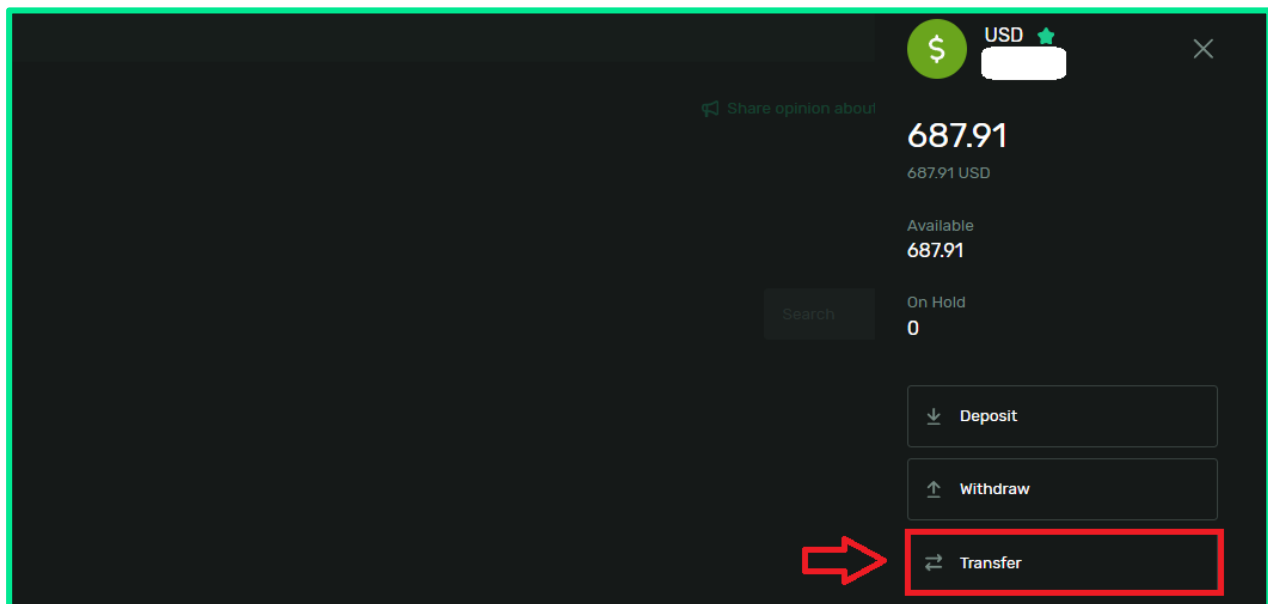 USD
Share opinion about
687.91
687.91 USD
Available
687.91
On Hold
0
Search
Deposit
Withdraw
Transfer